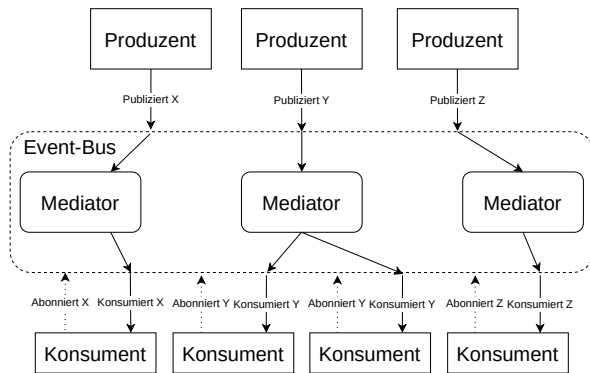 Produzent Produzent Produzent
Publiziert X Publiziert Y Publiziert Z
Event-Bus
Mediator Mediator Mediator
Abonniert X Konsumiert X Abonniert Y Konsumiert Y Abonniert Y Konsumiert Y Abonniert Z Konsumiert Z
Konsument Konsument Konsument Konsument